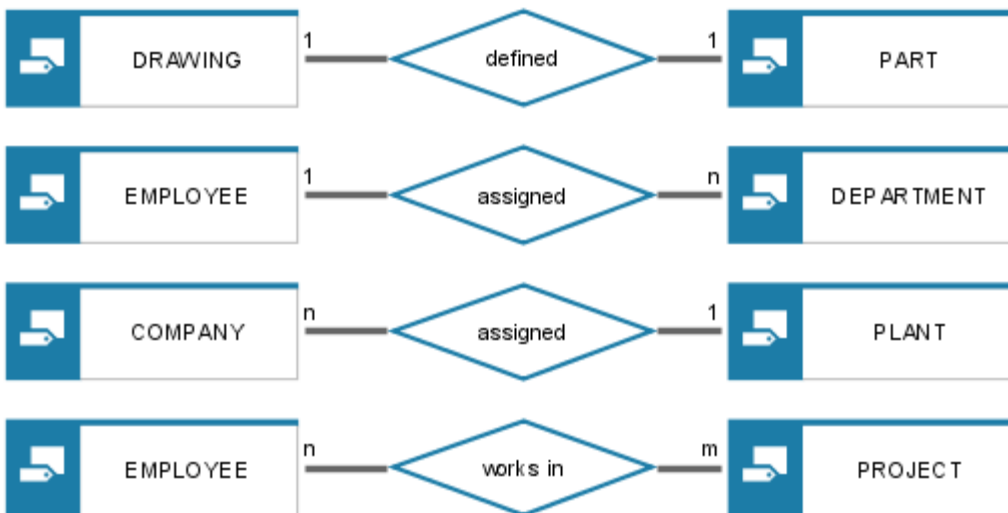 DRAWING 1 defined 1 PART
EMPLOYEE 1 assigned n DEPARTMENT
COMPANY n assigned 1 PLANT
EMPLOYEE n works in m PROJECT